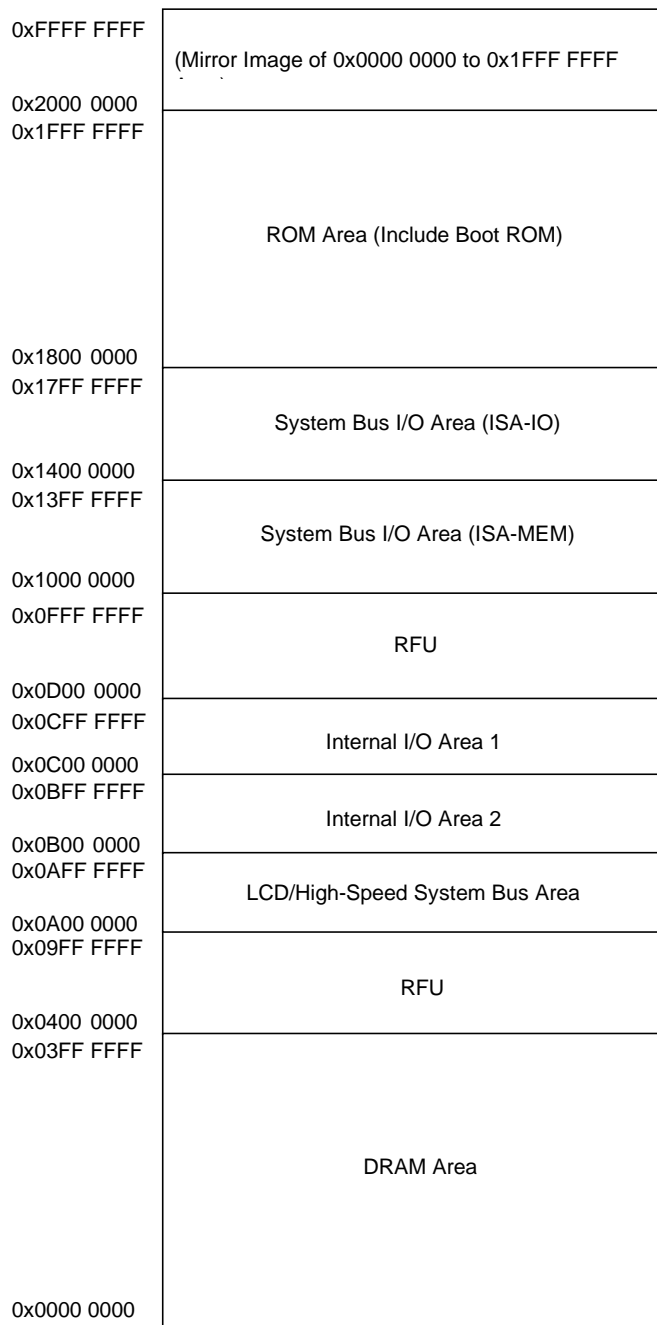 0xFFFF FFFF
(Mirror Image of 0x0000 0000 to 0x1FFF FFFF
0x2000 0000
0x1FFF FFFF
ROM Area (Include Boot ROM)
0x1800 0000
0x17FF FFFF
System Bus I/O Area (ISA-IO)
0x1400 0000
0x13FF FFFF
System Bus I/O Area (ISA-MEM)
0x1000 0000
0x0FFF FFFF
RFU
0x0D00 0000
0x0CFF FFFF
Internal I/O Area 1
0x0C00 0000
0x0BFF FFFF
Internal I/O Area 2
0x0B00 0000
0x0AFF FFFF
LCD/High-Speed System Bus Area
0x0A00 0000
0x09FF FFFF
RFU
0x0400 0000
0x03FF FFFF
DRAM Area
0x0000 0000